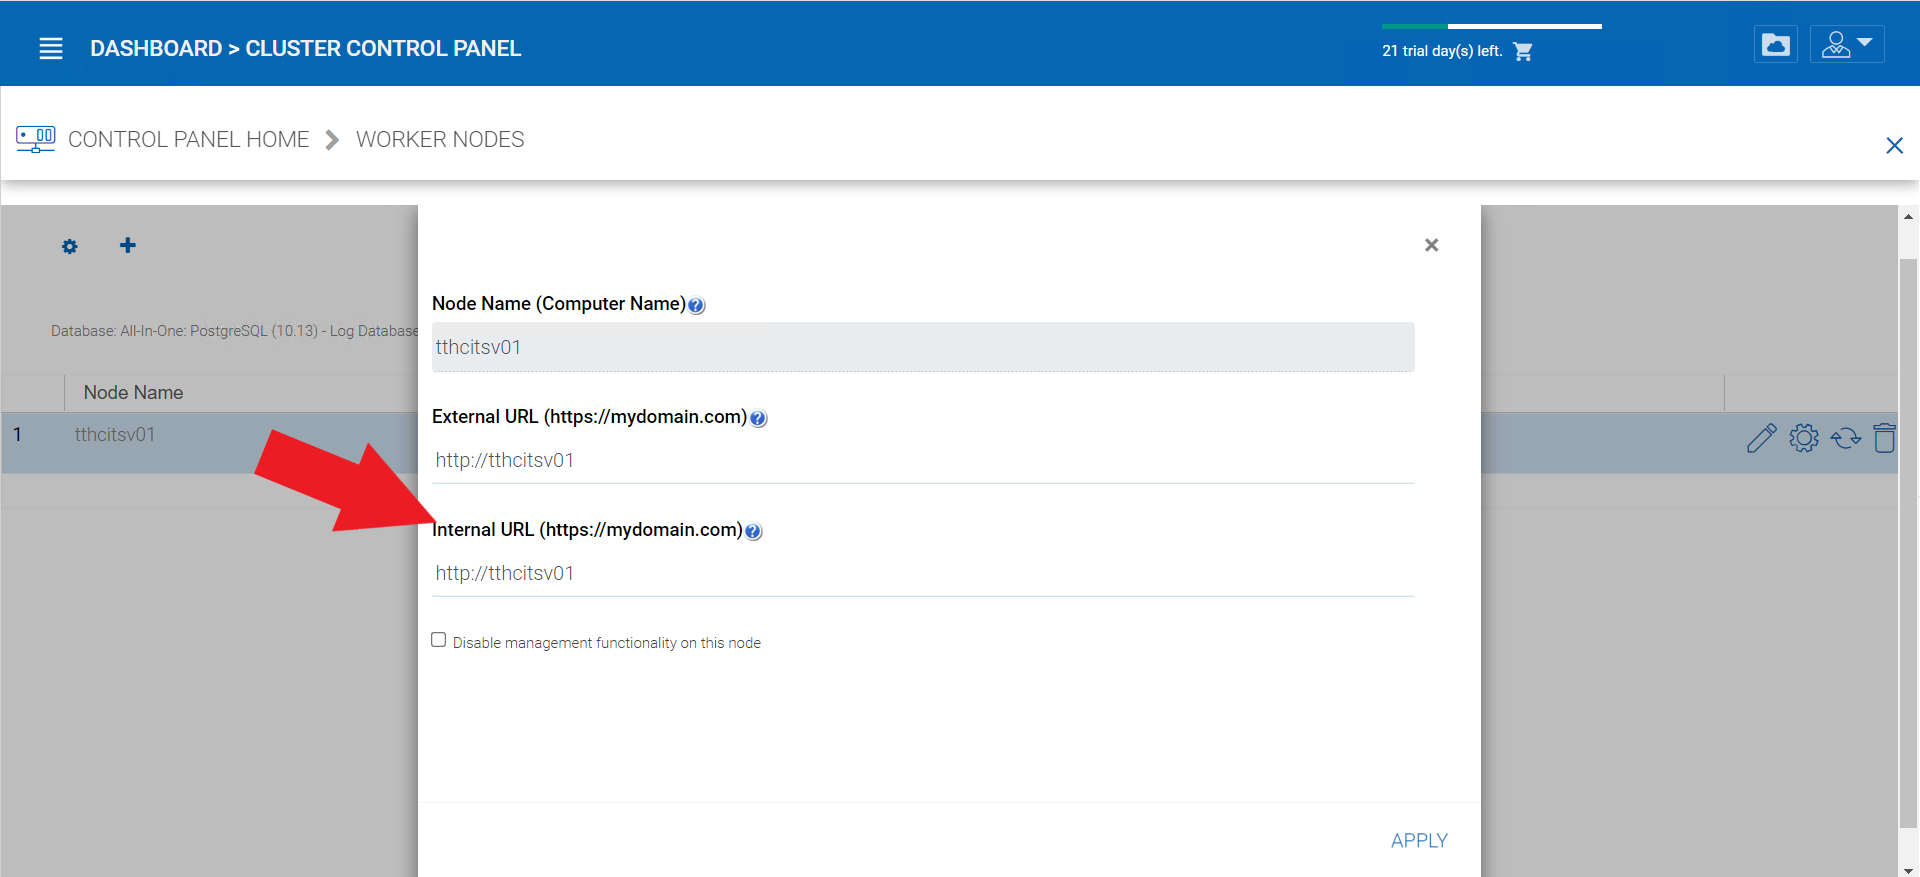 DASHBOARD > CLUSTER CONTROL PANEL
21 trial day(s) left.
CONTROL PANEL HOME
WORKER NODES
Database: All-In-One: PostgreSQL (10.13) - Log Database
Node Name
1
tthcitsv01
Node Name (Computer Name)
tthcitsv01
External URL (https://mydomain.com)
http://tthcitsv01
Internal URL (https://mydomain.com)
http://tthcitsv01
Disable management functionality on this node
APPLY